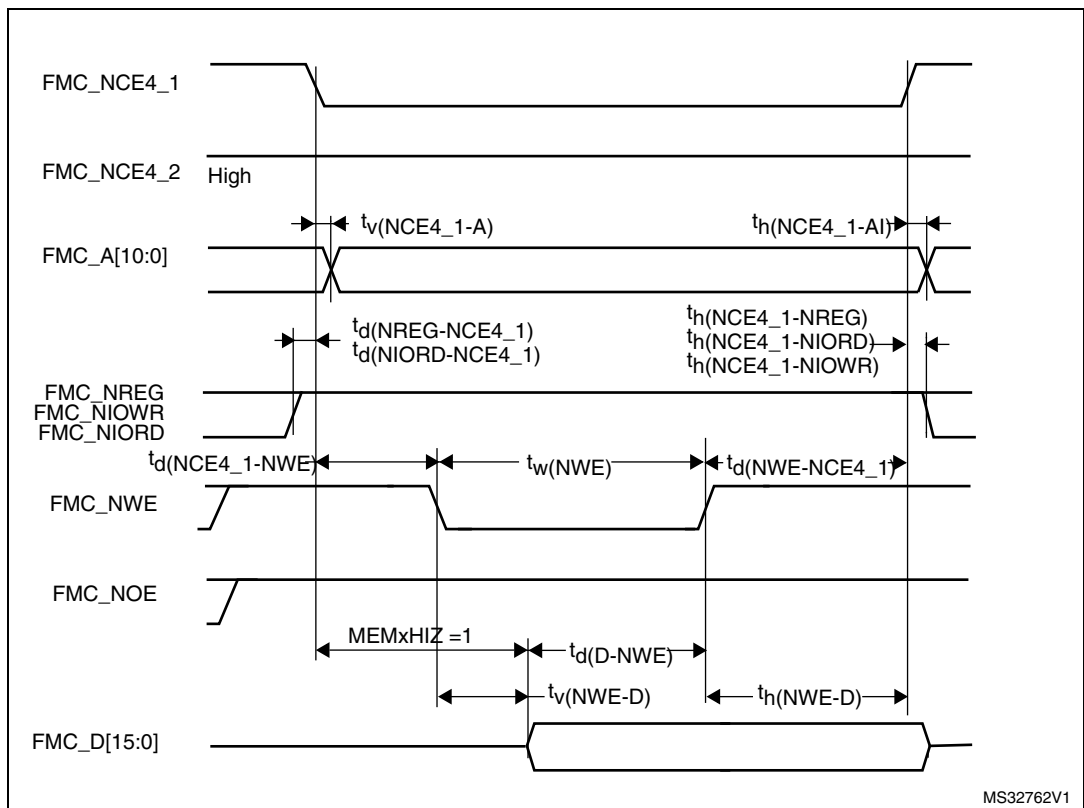 FMC_NCE4_1
FMC_NCE4_2 High
tv(NCE4_1-A) th(NCE4_1-AI)
FMC_A[10:0]
td(NREG-NCE4_1) th(NCE4_1-NREG)
td(NIORD-NCE4_1) th(NCE4_1-NIORD)
th(NCE4_1-NIOWR)
FMC_NREG
FMC_NIOWR
FMC_NIORD
td(NCE4_1-NWE) tw(NWE) td(NWE-NCE4_1)
FMC_NWE
FMC_NOE
MEMxHIZ =1 td(D-NWE)
tv(NWE-D) th(NWE-D)
FMC_D[15:0]
MS32762V1